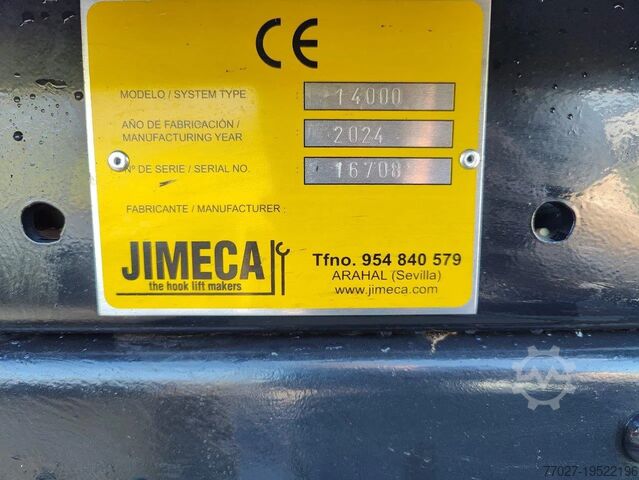 CE
MODELO / SYSTEM TYPE 14000
AÑO DE FABRICACIÓN /
MANUFACTURING YEAR 2024
Nº DE SERIE / SERIAL NO. 16708
FABRICANTE / MANUFACTURER :
JIMECA
the hook lift makers
Tfno. 954 840 579
ARAHAL (Sevilla)
www.jimeca.com
77027-19522196